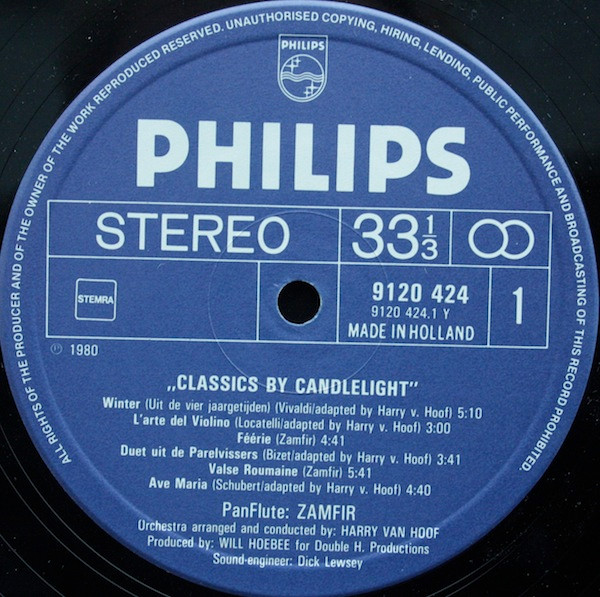 ALL RIGHTS OF THE PRODUCER AND OF THE OWNER OF THE WORK REPRODUCED RESERVED. UNAUTHORISED COPYING, HIRING, LENDING, PUBLIC PERFORMANCE AND BROADCASTING OF THIS RECORD PROHIBITED.
PHILIPS
PHILIPS
STEREO
33 1/3
STEMRA
9120 424
9120 424.1 Y
MADE IN HOLLAND
1
℗ 1980
„CLASSICS BY CANDLELIGHT"
Winter (Uit de vier jaargetijden) (Vivaldi/adapted by Harry v. Hoof) 5:10
L'arte del Violino (Locatelli/adapted by Harry v. Hoof) 3:00
Féérie (Zamfir) 4:41
Duet uit de Parelvissers (Bizet/adapted by Harry v. Hoof) 3:41
Valse Roumaine (Zamfir) 5:41
Ave Maria (Schubert/adapted by Harry v. Hoof) 4:40
PanFlute: ZAMFIR
Orchestra arranged and conducted by: HARRY VAN HOOF
Produced by: WILL HOEBEE for Double H. Productions
Sound-engineer: Dick Lewsey